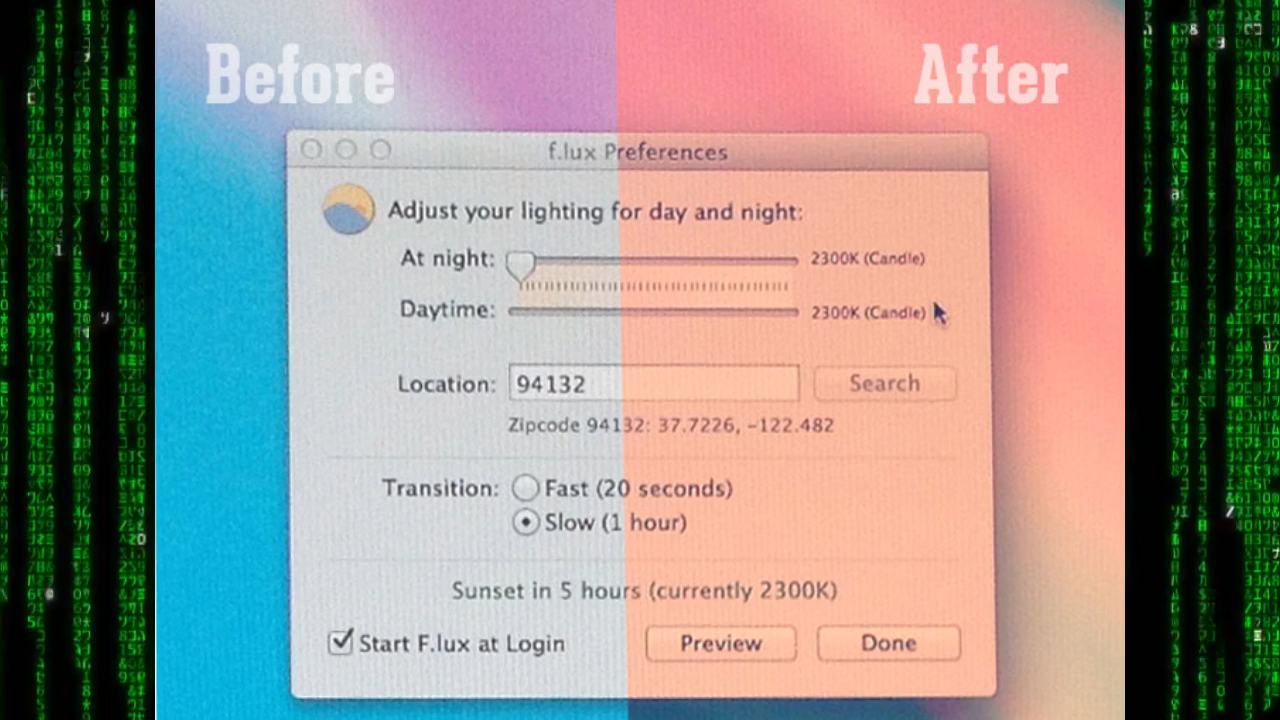 Before
After
f.lux Preferences
Adjust your lighting for day and night:
At night:
2300K (Candle)
Daytime:
2300K (Candle)
Location:
94132
Search
Zipcode 94132: 37.7226, -122.482
Transition:
Fast (20 seconds)
Slow (1 hour)
Sunset in 5 hours (currently 2300K)
Start F.lux at Login
Preview
Done